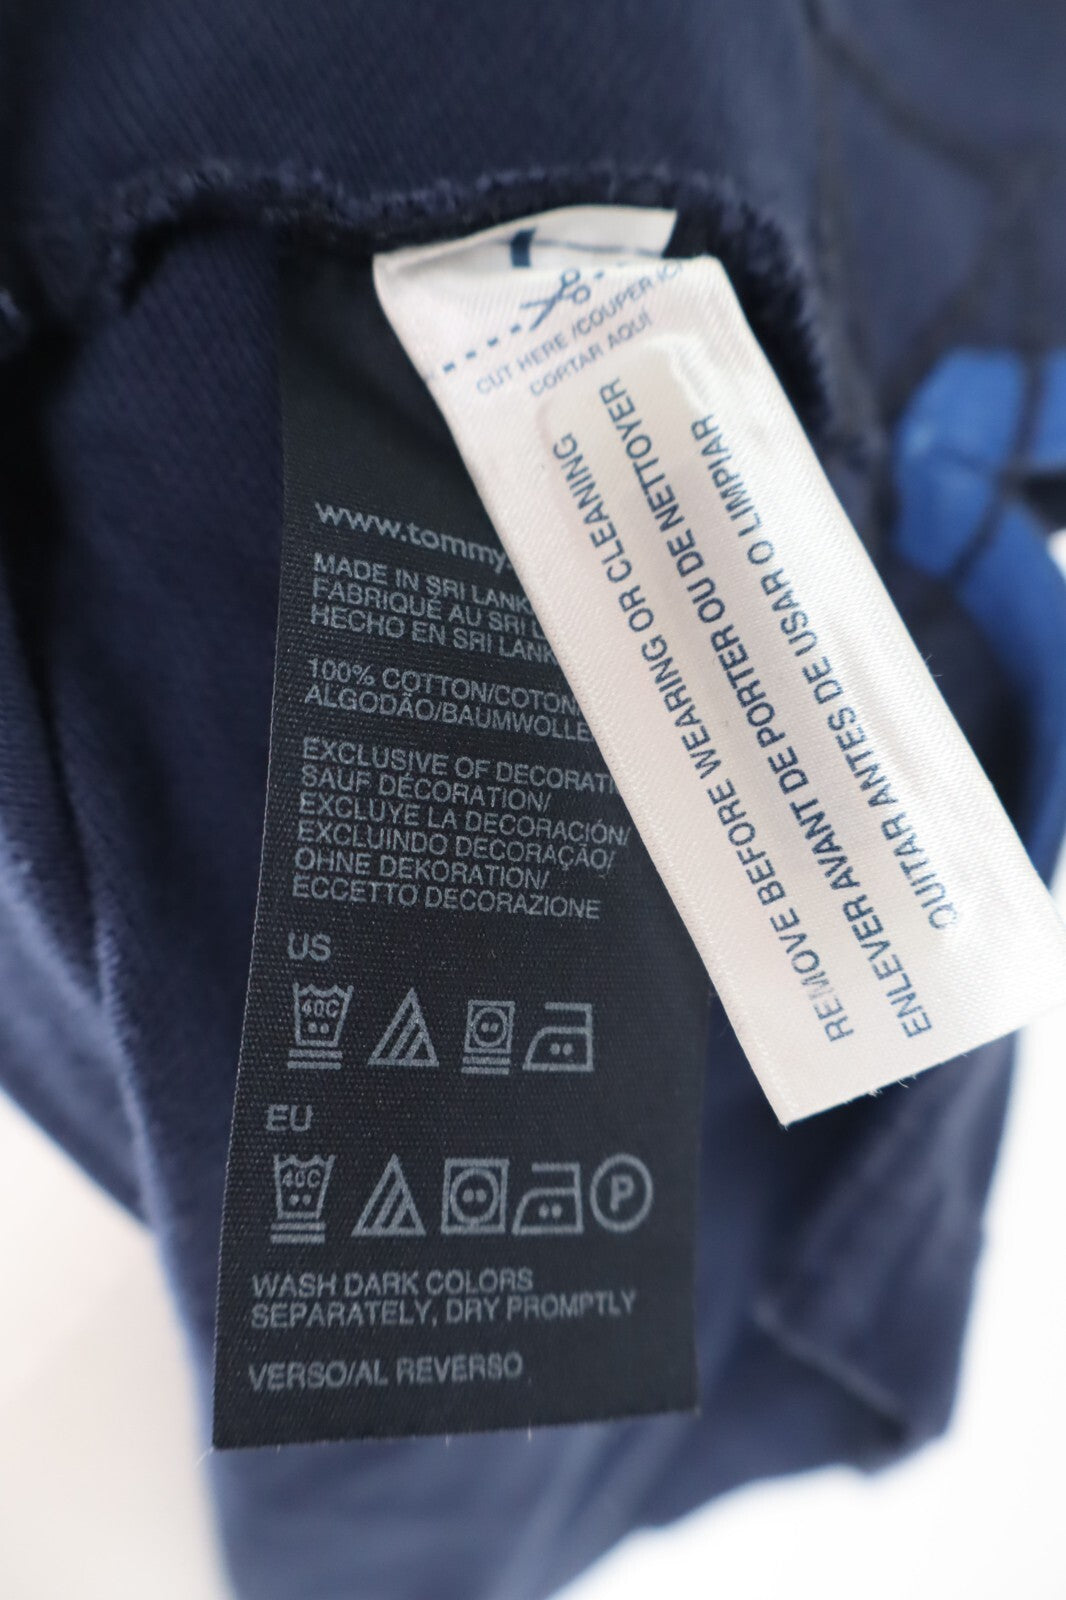 CUT HERE /COUPER ICI
CORTAR AQUÍ
REMOVE BEFORE WEARING OR CLEANING
ENLEVER AVANT DE PORTER OU DE NETTOYER
QUITAR ANTES DE USAR O LIMPIAR
www.tommy.
MADE IN SRI LANK
FABRIQUÉ AU SRI L
HECHO EN SRI LANK
100% COTTON/COTON
ALGODÃO/BAUMWOLLE
EXCLUSIVE OF DECORATI
SAUF DÉCORATION/
EXCLUYE LA DECORACIÓN/
EXCLUINDO DECORAÇÃO/
OHNE DEKORATION/
ECCETTO DECORAZIONE
US
40C
EU
40C
P
WASH DARK COLORS
SEPARATELY, DRY PROMPTLY
VERSO/AL REVERSO